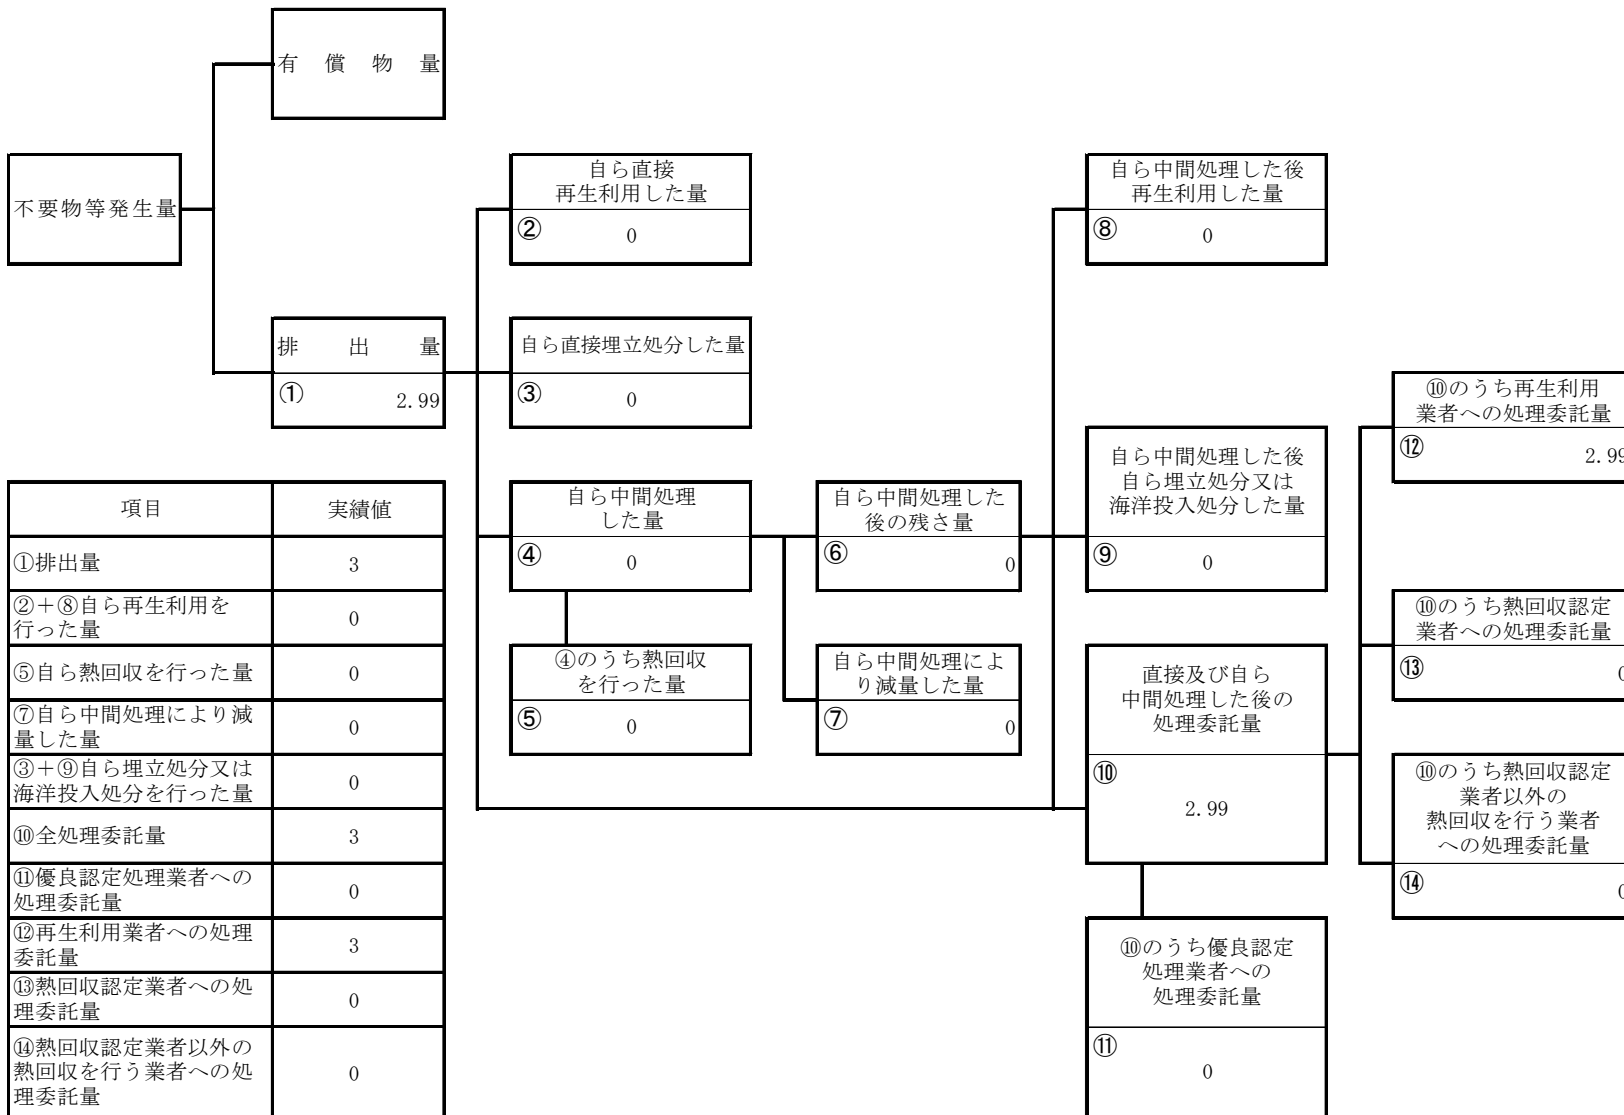 有償物量
不要物等発生量
排出量
①
2.99
自ら直接
再生利用した量
②
0
自ら直接埋立処分した量
③
0
自ら中間処理
した量
④
0
④のうち熱回収
を行った量
⑤
0
自ら中間処理した
後の残さ量
⑥
0
自ら中間処理によ
り減量した量
⑦
0
自ら中間処理した後
再生利用した量
⑧
0
自ら中間処理した後
自ら埋立処分又は
海洋投入処分した量
⑨
0
直接及び自ら
中間処理した後の
処理委託量
⑩
2.99
⑩のうち優良認定
処理業者への
処理委託量
⑪
0
⑩のうち再生利用
業者への処理委託量
⑫
2.99
⑩のうち熱回収認定
業者への処理委託量
⑬
0
⑩のうち熱回収認定
業者以外の
熱回収を行う業者
への処理委託量
⑭
0
項目 実績値
①排出量 3
②＋⑧自ら再生利用を
行った量 0
⑤自ら熱回収を行った量 0
⑦自ら中間処理により減
量した量 0
③＋⑨自ら埋立処分又は
海洋投入処分を行った量 0
⑩全処理委託量 3
⑪優良認定処理業者への
処理委託量 0
⑫再生利用業者への処理
委託量 3
⑬熱回収認定業者への処
理委託量 0
⑭熱回収認定業者以外の
熱回収を行う業者への処
理委託量 0